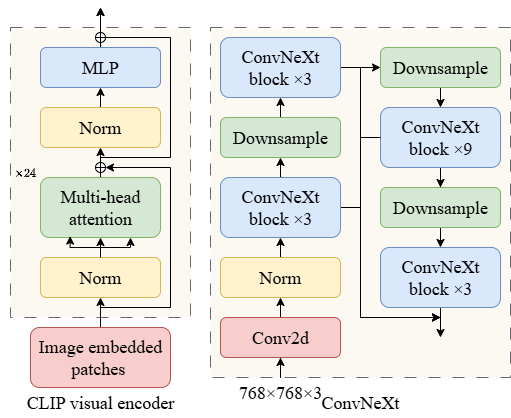 MLP
Norm
×24
Multi-head
attention
Norm
Image embedded
patches
CLIP visual encoder
ConvNeXt
block ×3
Downsample
ConvNeXt
block ×3
Norm
Conv2d
768×768×3
Downsample
ConvNeXt
block ×9
Downsample
ConvNeXt
block ×3
ConvNeXt